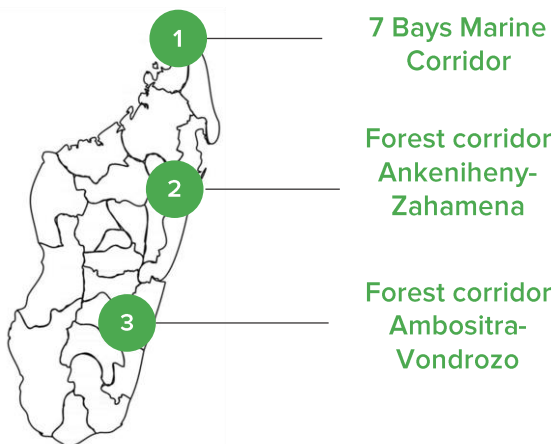 1
7 Bays Marine
Corridor
2
Forest corridor
Ankeniheny-
Zahamena
3
Forest corridor
Ambositra-
Vondrozo